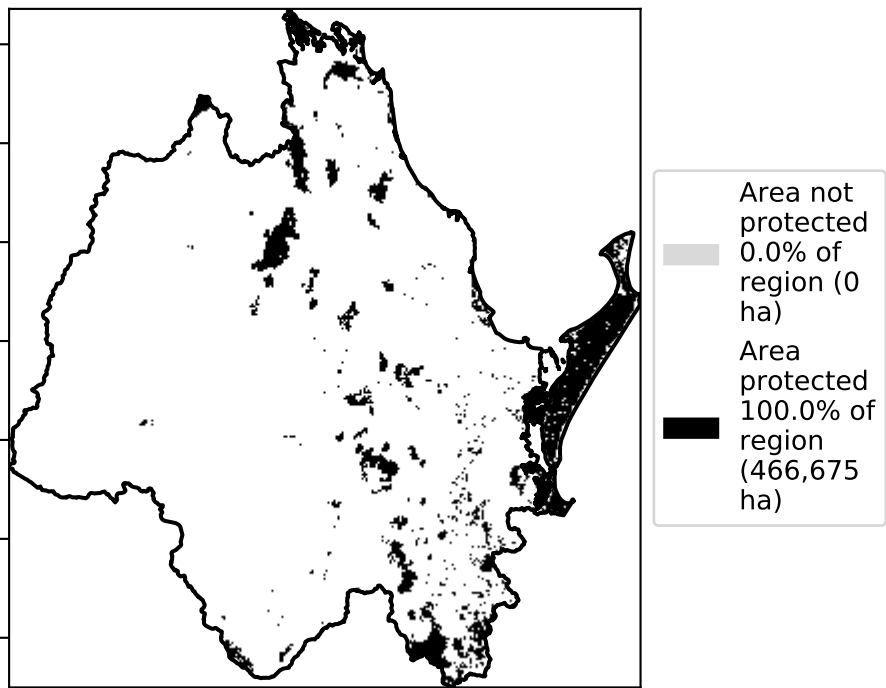 Area not
protected
0.0% of
region (0
ha)
Area
protected
100.0% of
region
(466,675
ha)